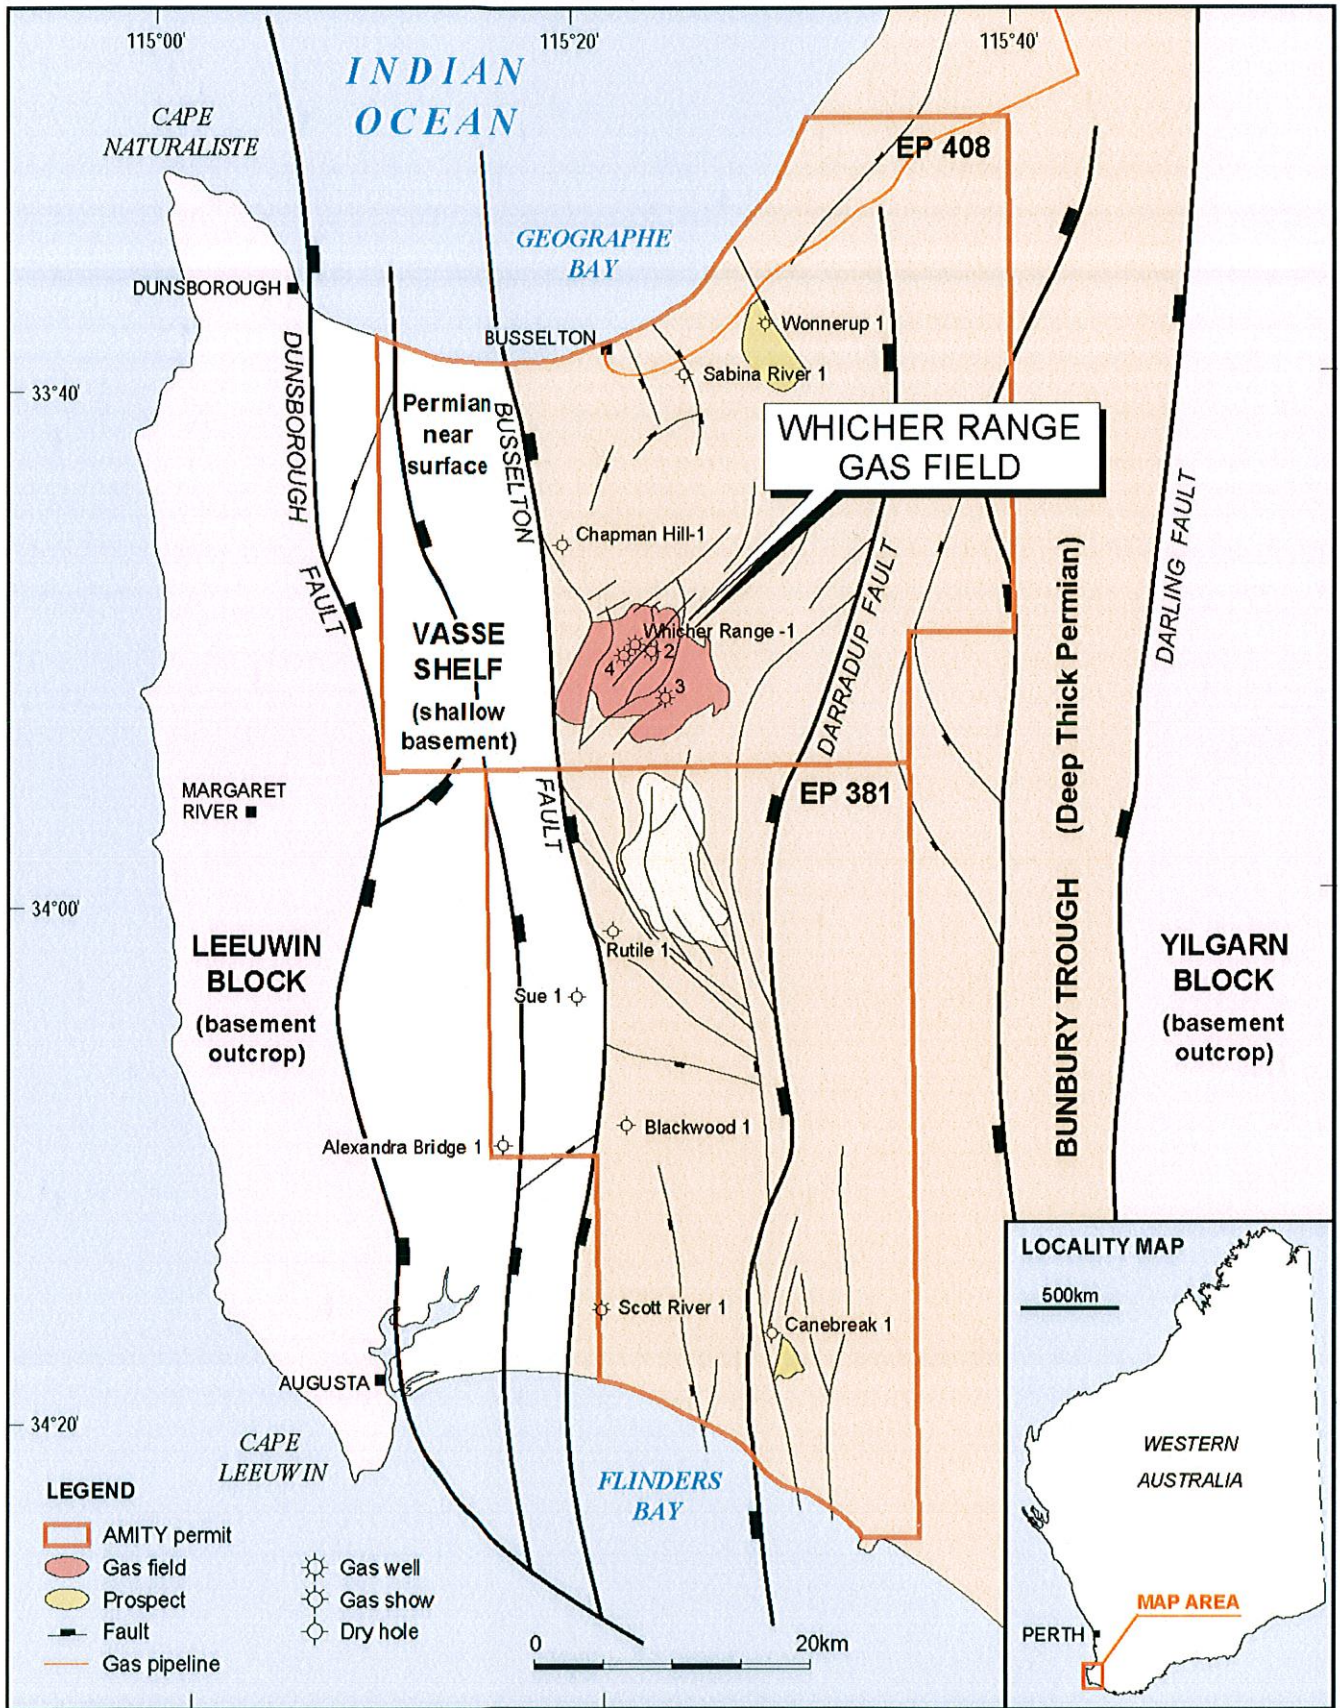 115°00'
115°20'
115°40'
INDIAN
OCEAN
CAPE
NATURALISTE
EP 408
GEOGRAPHE
BAY
DUNSBOROUGH
Wonnerup 1
BUSSELTON
Sabina River 1
33°40'
DUNSBOROUGH
FAULT
Permian
near
surface
BUSSELTON
FAULT
WHICHER RANGE
GAS FIELD
Chapman Hill-1
DARRADUP FAULT
DARLING FAULT
VASSE
SHELF
(shallow
basement)
Whicher Range -1
4
2
3
BUNBURY TROUGH (Deep Thick Permian)
MARGARET
RIVER
EP 381
34°00'
LEEUWIN
BLOCK
(basement
outcrop)
Rutile 1
Sue 1
YILGARN
BLOCK
(basement
outcrop)
Blackwood 1
Alexandra Bridge 1
Scott River 1
Canebreak 1
AUGUSTA
34°20'
CAPE
LEEUWIN
FLINDERS
BAY
LEGEND
AMITY permit
Gas field
Prospect
Fault
Gas pipeline
Gas well
Gas show
Dry hole
0
20km
LOCALITY MAP
500km
WESTERN
AUSTRALIA
MAP AREA
PERTH